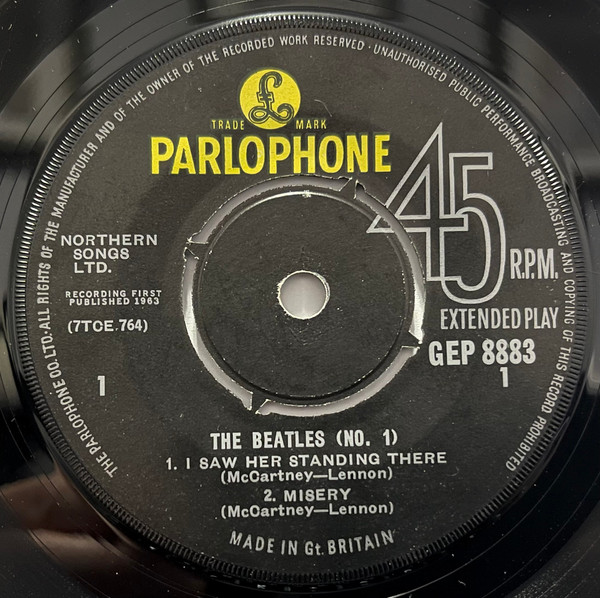 THE PARLOPHONE CO. LTD. ALL RIGHTS OF THE MANUFACTURER AND OF THE OWNER OF THE RECORDED WORK RESERVED · UNAUTHORISED PUBLIC PERFORMANCE BROADCASTING AND COPYING OF THIS RECORD PROHIBITED
£
TRADE MARK
PARLOPHONE
45
R.P.M.
EXTENDED PLAY
GEP 8883
1
NORTHERN
SONGS
LTD.
RECORDING FIRST
PUBLISHED 1963
(7TCE.764)
1
THE BEATLES (NO. 1)
1. I SAW HER STANDING THERE
(McCartney—Lennon)
2. MISERY
(McCartney—Lennon)
MADE IN Gt. BRITAIN